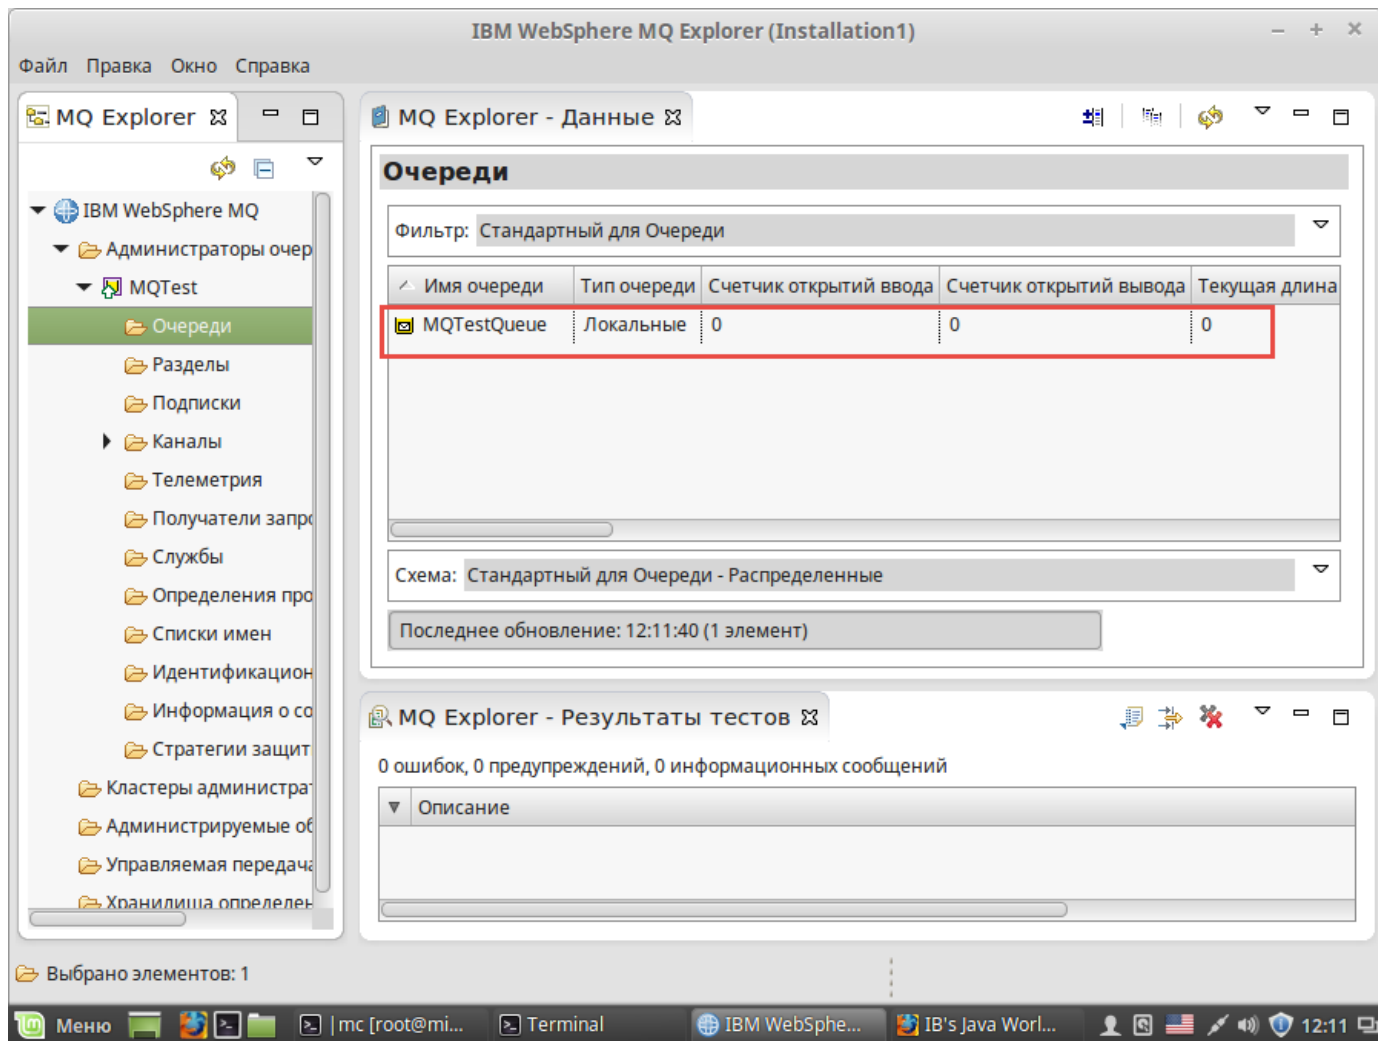 IBM WebSphere MQ Explorer (Installation1)
Файл Правка Окно Справка
MQ Explorer
IBM WebSphere MQ
Администраторы очер
MQTest
Очереди
Разделы
Подписки
Каналы
Телеметрия
Получатели запро
Службы
Определения про
Списки имен
Идентификацион
Информация о со
Стратегии защит
Кластеры администрат
Администрируемые об
Управляемая передача
Хранилища определен
MQ Explorer - Данные
Очереди
Фильтр: Стандартный для Очереди
Имя очереди Тип очереди Счетчик открытий ввода Счетчик открытий вывода Текущая длина
MQTestQueue Локальные 0 0 0
Схема: Стандартный для Очереди - Распределенные
Последнее обновление: 12:11:40 (1 элемент)
MQ Explorer - Результаты тестов
0 ошибок, 0 предупреждений, 0 информационных сообщений
Описание
Выбрано элементов: 1
Меню | mc [root@mi... Terminal IBM WebSphe... IB's Java Worl... 12:11